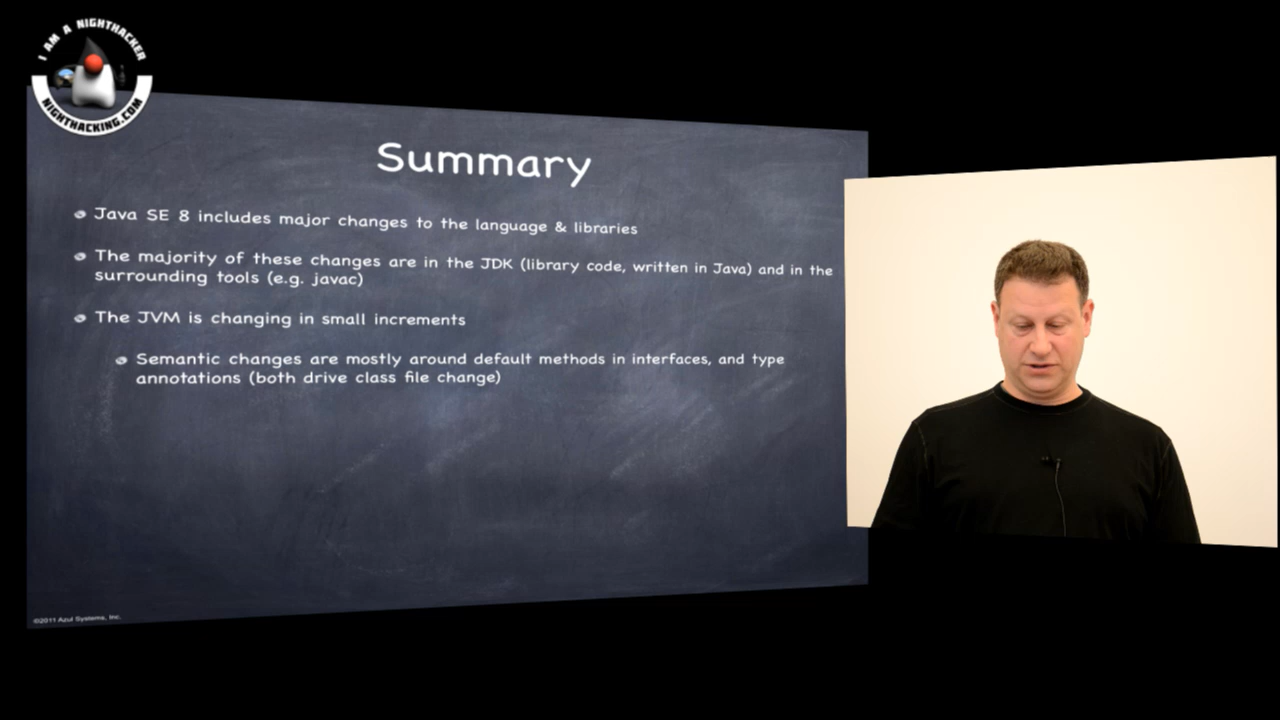 I AM A NIGHTHACKER
NIGHTHACKING.COM
Summary
Java SE 8 includes major changes to the language & libraries
The majority of these changes are in the JDK (library code, written in Java) and in the
surrounding tools (e.g. javac)
The JVM is changing in small increments
Semantic changes are mostly around default methods in interfaces, and type
annotations (both drive class file change)
©2011 Azul Systems, Inc.